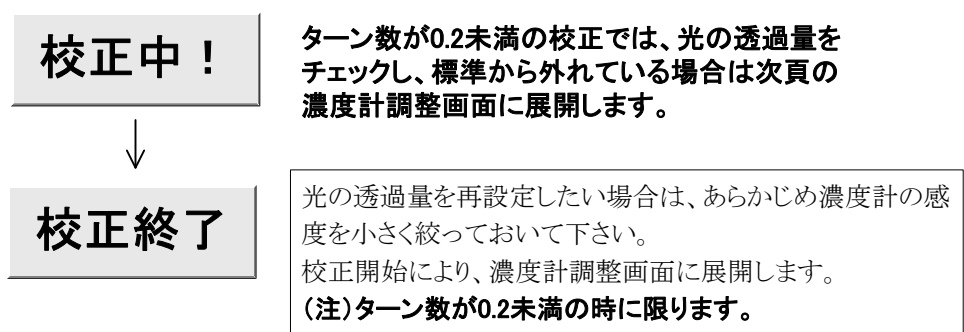 校正中！
ターン数が0.2未満の校正では、光の透過量を
チェックし、標準から外れている場合は次頁の
濃度計調整画面に展開します。
校正終了
光の透過量を再設定したい場合は、あらかじめ濃度計の感
度を小さく絞っておいて下さい。
校正開始により、濃度計調整画面に展開します。
（注）ターン数が0.2未満の時に限ります。